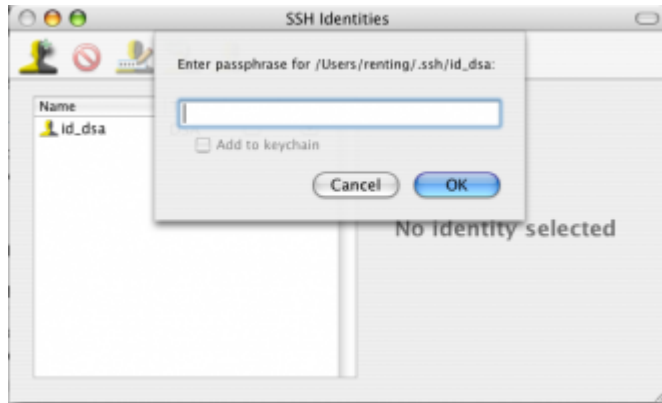 SSH Identities
Enter passphrase for /Users/renting/.ssh/id_dsa:
Name
id_dsa
Add to keychain
Cancel OK
No identity selected